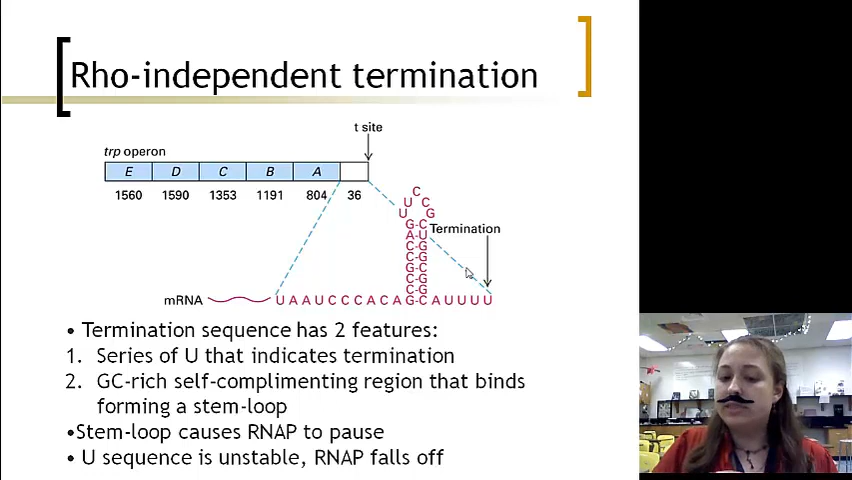 Rho-independent termination
t site
trp operon
E D C B A
1560 1590 1353 1191 804 36
C
U C
U G
G-C Termination
A-U
C-G
C-G
G-C
C-G
C-G
mRNA U A A U C C C A C A G-C A U U U U
• Termination sequence has 2 features:
1. Series of U that indicates termination
2. GC-rich self-complimenting region that binds
forming a stem-loop
•Stem-loop causes RNAP to pause
• U sequence is unstable, RNAP falls off